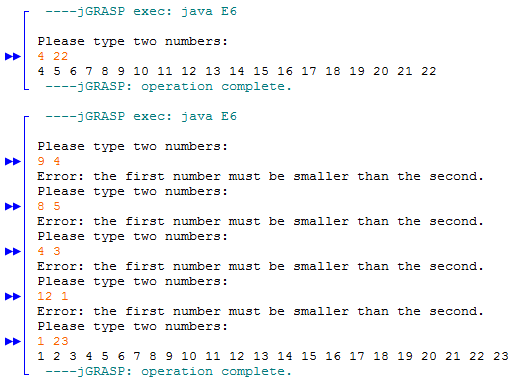 ----jGRASP exec: java E6
Please type two numbers:
4 22
4 5 6 7 8 9 10 11 12 13 14 15 16 17 18 19 20 21 22
----jGRASP: operation complete.
----jGRASP exec: java E6
Please type two numbers:
9 4
Error: the first number must be smaller than the second.
Please type two numbers:
8 5
Error: the first number must be smaller than the second.
Please type two numbers:
4 3
Error: the first number must be smaller than the second.
Please type two numbers:
12 1
Error: the first number must be smaller than the second.
Please type two numbers:
1 23
1 2 3 4 5 6 7 8 9 10 11 12 13 14 15 16 17 18 19 20 21 22 23
----jGRASP: operation complete.